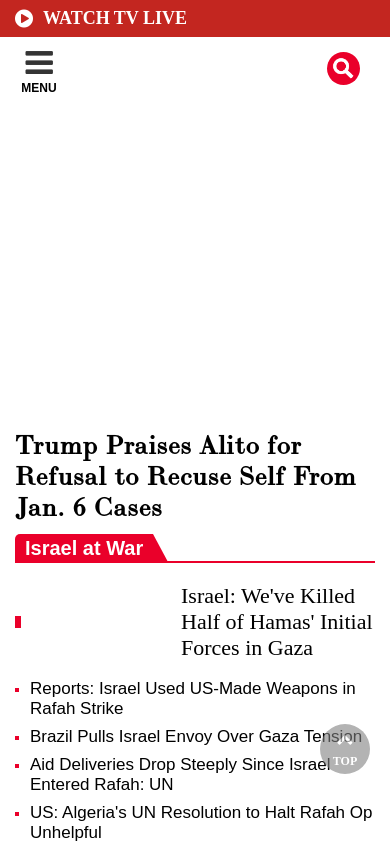 WATCH TV LIVE
MENU
Trump Praises Alito for
Refusal to Recuse Self From
Jan. 6 Cases
Israel at War
Israel: We've Killed
Half of Hamas' Initial
Forces in Gaza
Reports: Israel Used US-Made Weapons in
Rafah Strike
Brazil Pulls Israel Envoy Over Gaza Tension
Aid Deliveries Drop Steeply Since Israel
Entered Rafah: UN
TOP
US: Algeria's UN Resolution to Halt Rafah Op
Unhelpful